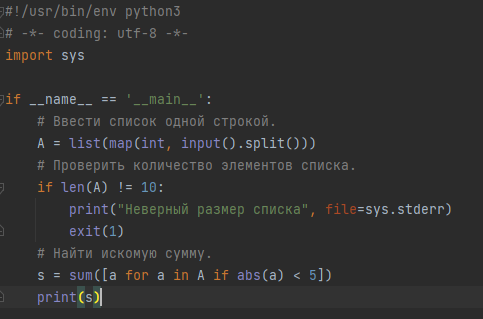 #!/usr/bin/env python3
# -*- coding: utf-8 -*-
import sys

if __name__ == '__main__':
    # Ввести список одной строкой.
    A = list(map(int, input().split()))
    # Проверить количество элементов списка.
    if len(A) != 10:
        print("Неверный размер списка", file=sys.stderr)
        exit(1)
    # Найти искомую сумму.
    s = sum([a for a in A if abs(a) < 5])
    print(s)